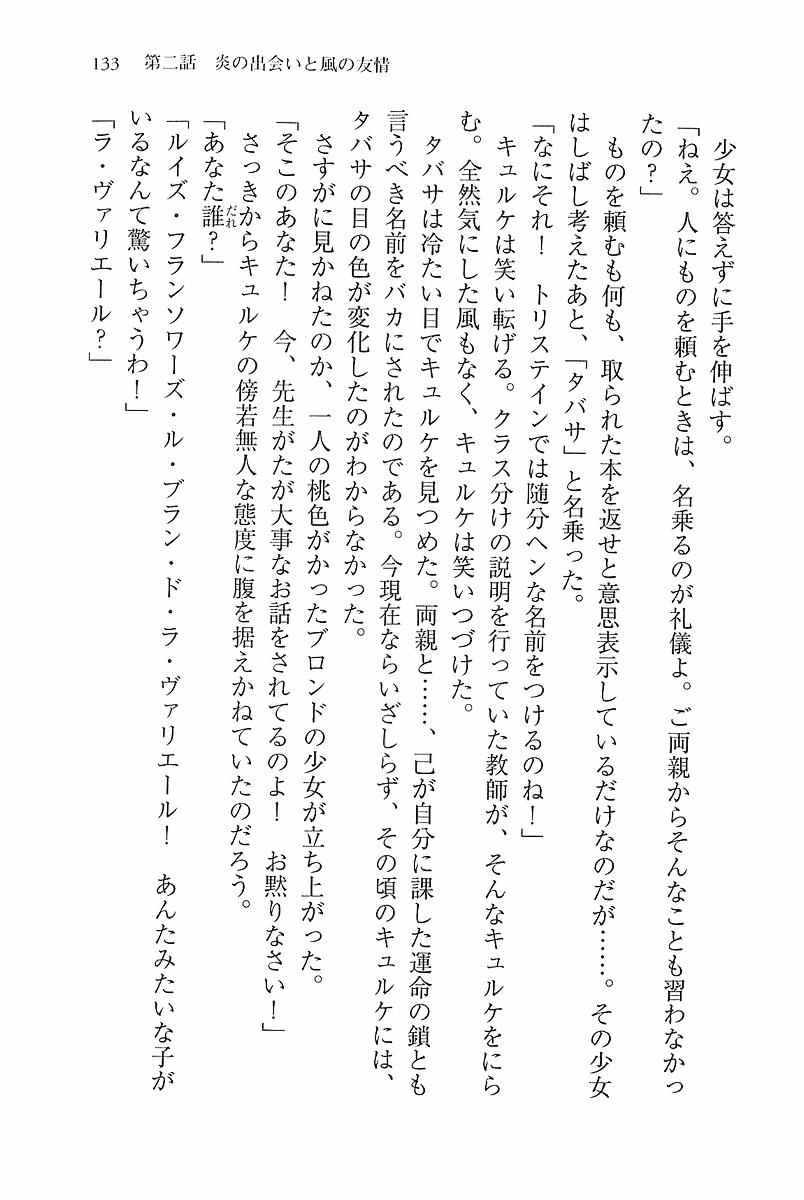 133　第二話　炎の出会いと風の友情
　少女は答えずに手を伸ばす。
「ねえ。人にものを頼むときは、名乗るのが礼儀よ。ご両親からそんなことも習わなかっ
たの？」
　ものを頼むも何も、取られた本を返せと意思表示しているだけなのだが……。その少女
はしばし考えたあと、「タバサ」と名乗った。
「なにそれ！　トリステインでは随分ヘンな名前をつけるのね！」
　キュルケは笑い転げる。クラス分けの説明を行っていた教師が、そんなキュルケをにら
む。全然気にした風もなく、キュルケは笑いつづけた。
　タバサは冷たい目でキュルケを見つめた。両親と……、己が自分に課した運命の鎖とも
言うべき名前をバカにされたのである。今現在ならいざしらず、その頃のキュルケには、
タバサの目の色が変化したのがわからなかった。
　さすがに見かねたのか、一人の桃色がかったブロンドの少女が立ち上がった。
「そこのあなた！　今、先生がたが大事なお話をされてるのよ！　お黙りなさい！」
　さっきからキュルケの傍若無人な態度に腹を据えかねていたのだろう。
「あなた誰だれ？」
「ルイズ・フランソワーズ・ル・ブラン・ド・ラ・ヴァリエール！　あんたみたいな子が
いるなんて驚いちゃうわ！」
「ラ・ヴァリエール？」